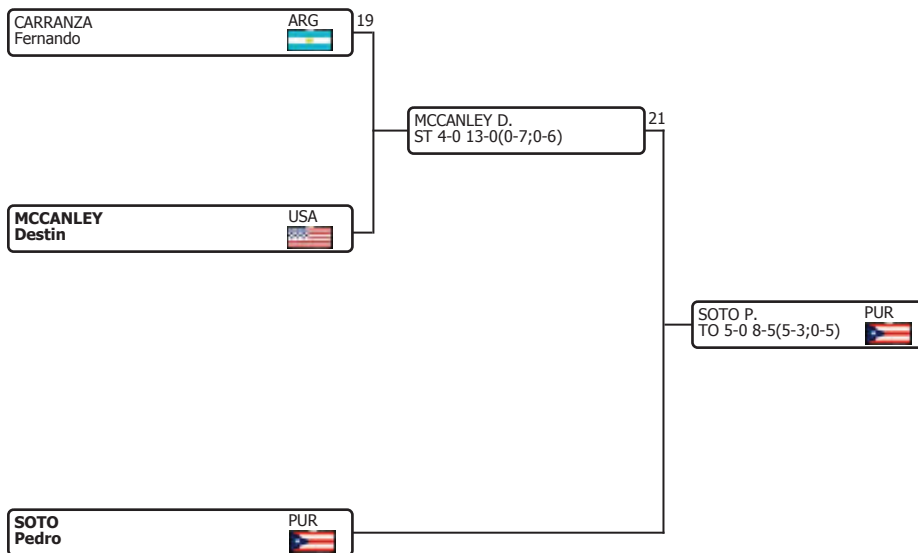 CARRANZA ARG 19
Fernando
MCCANLEY D. 21
ST 4-0 13-0(0-7;0-6)
MCCANLEY USA
Destin
SOTO P. PUR
TO 5-0 8-5(5-3;0-5)
SOTO PUR
Pedro